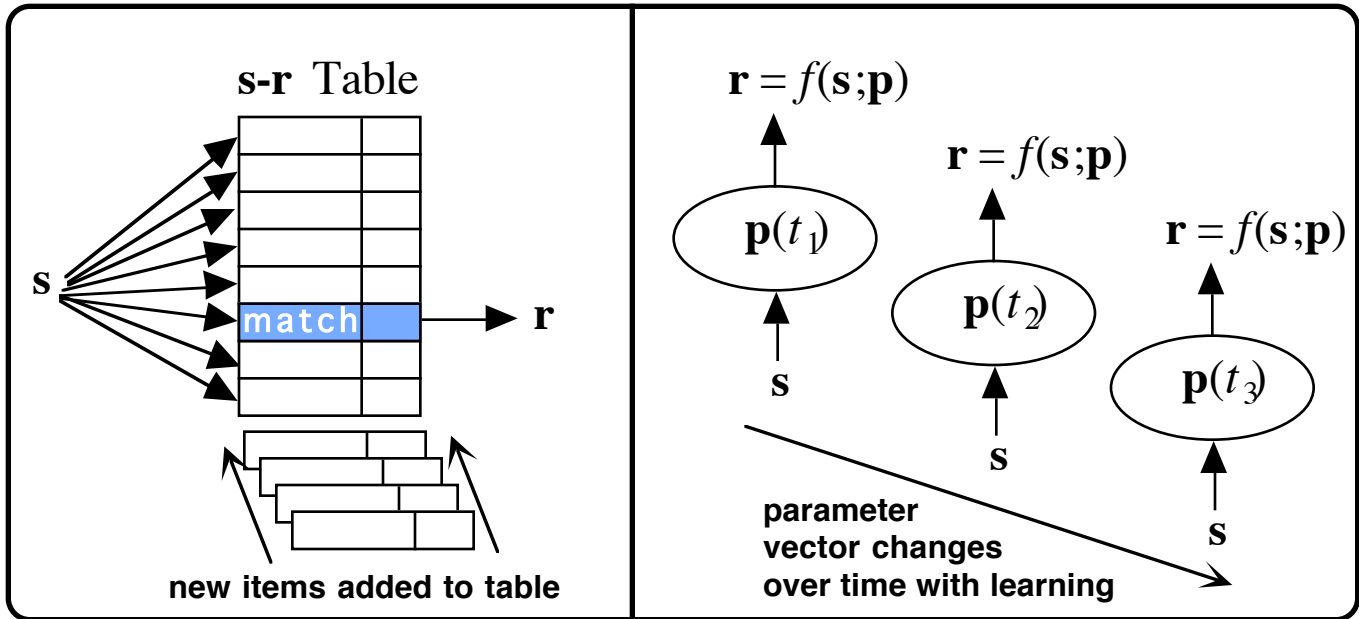 s-r Table
s
match
r
new items added to table
r = f(s;p)
p(t₁)
s
r = f(s;p)
p(t₂)
s
r = f(s;p)
p(t₃)
s
parameter
vector changes
over time with learning